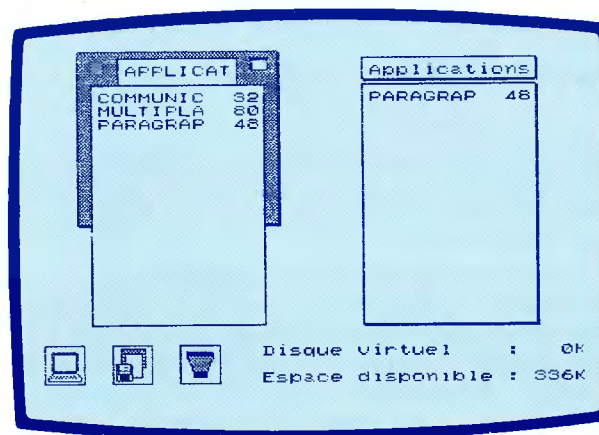 APPLICAT
COMMUNIC 32
MULTIPLA 80
PARAGRAP 48
Applications
PARAGRAP 48
Disque virtuel : 0K
Espace disponible : 336K